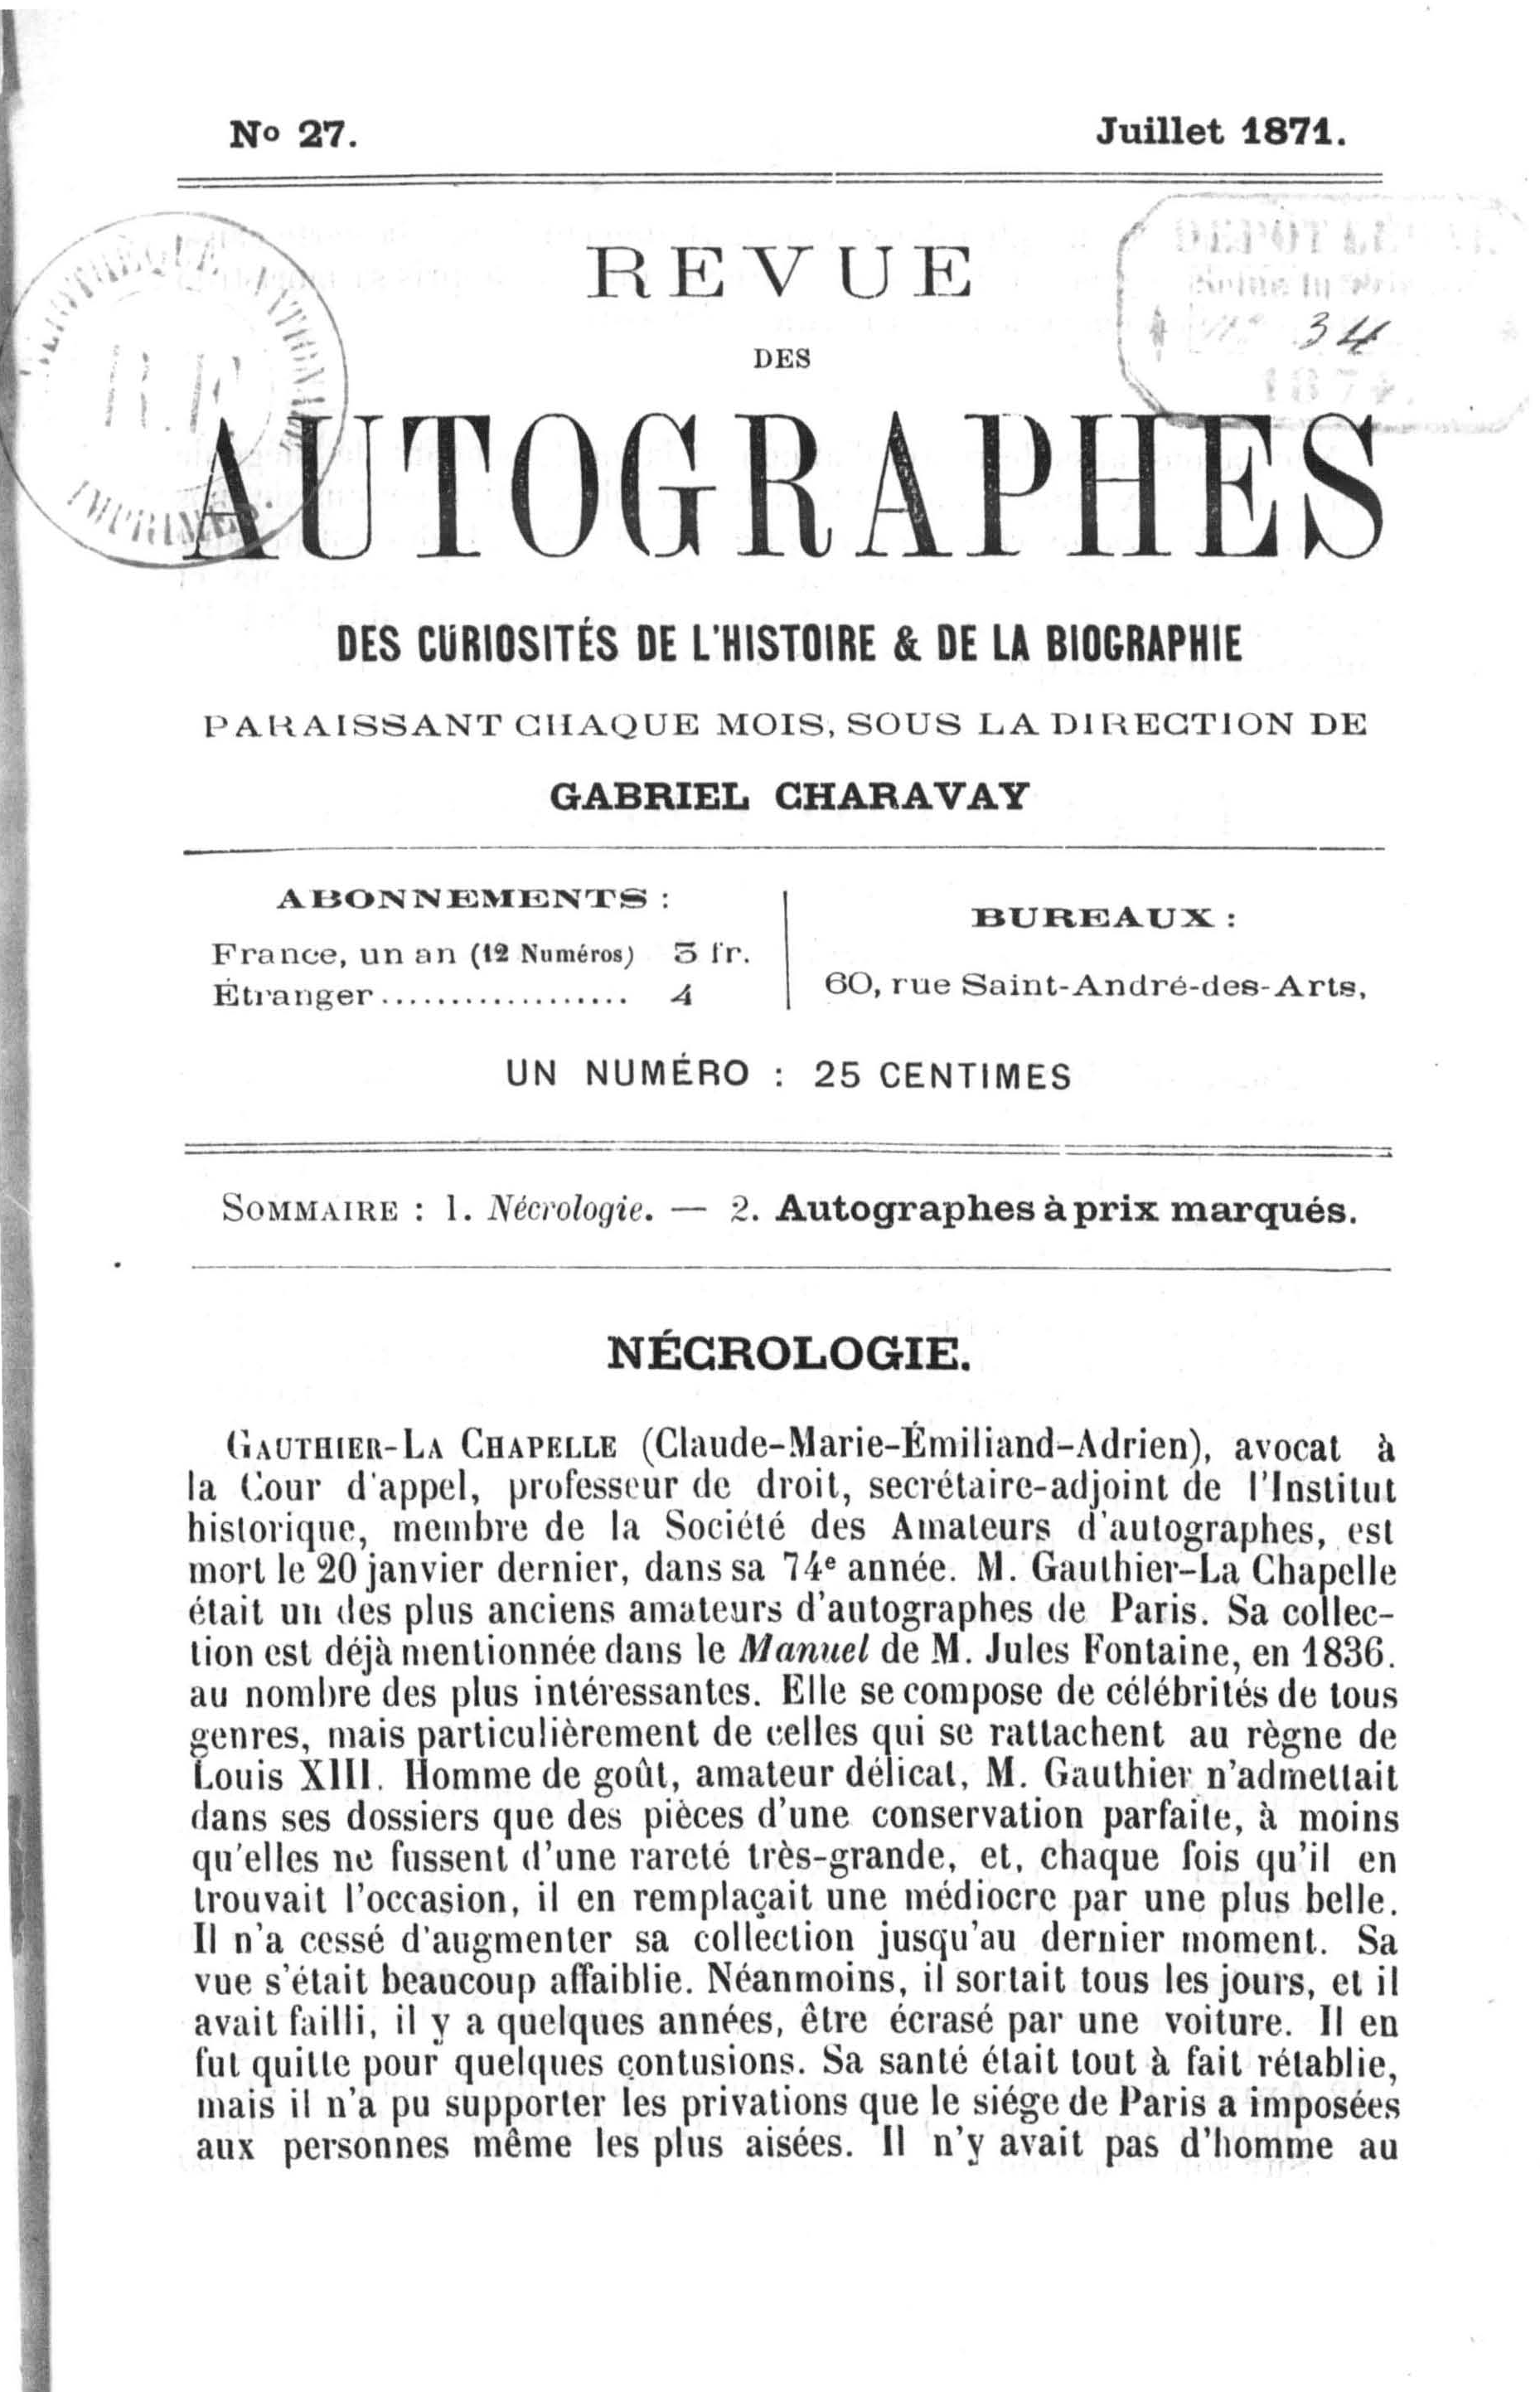 No 27.
Juillet 1871.
BIBLIOTHÈQUE NATIONALE
R.F.
IMPRIMÉS.
DEPOT
34
REVUE
DES
AUTOGRAPHES
DES CURIOSITÉS DE L'HISTOIRE & DE LA BIOGRAPHIE
PARAISSANT CHAQUE MOIS, SOUS LA DIRECTION DE
GABRIEL CHARAVAY
ABONNEMENTS :
France, un an (12 Numéros) 3 fr.
Étranger.................. 4
BUREAUX :
60, rue Saint-André-des-Arts,
UN NUMÉRO : 25 CENTIMES
SOMMAIRE : 1. Nécrologie. — 2. Autographes à prix marqués.
NÉCROLOGIE.
GAUTHIER-LA CHAPELLE (Claude-Marie-Émiliand-Adrien), avocat à
la Cour d'appel, professeur de droit, secrétaire-adjoint de l'Institut
historique, membre de la Société des Amateurs d'autographes, est
mort le 20 janvier dernier, dans sa 74e année. M. Gauthier-La Chapelle
était un des plus anciens amateurs d'autographes de Paris. Sa collec-
tion est déjà mentionnée dans le Manuel de M. Jules Fontaine, en 1836.
au nombre des plus intéressantes. Elle se compose de célébrités de tous
genres, mais particulièrement de celles qui se rattachent au règne de
Louis XIII. Homme de goût, amateur délicat, M. Gauthier n'admettait
dans ses dossiers que des pièces d'une conservation parfaite, à moins
qu'elles ne fussent d'une rareté très-grande, et, chaque fois qu'il en
trouvait l'occasion, il en remplaçait une médiocre par une plus belle.
Il n'a cessé d'augmenter sa collection jusqu'au dernier moment. Sa
vue s'était beaucoup affaiblie. Néanmoins, il sortait tous les jours, et il
avait failli, il y a quelques années, être écrasé par une voiture. Il en
fut quitte pour quelques contusions. Sa santé était tout à fait rétablie,
mais il n'a pu supporter les privations que le siége de Paris a imposées
aux personnes même les plus aisées. Il n'y avait pas d'homme au